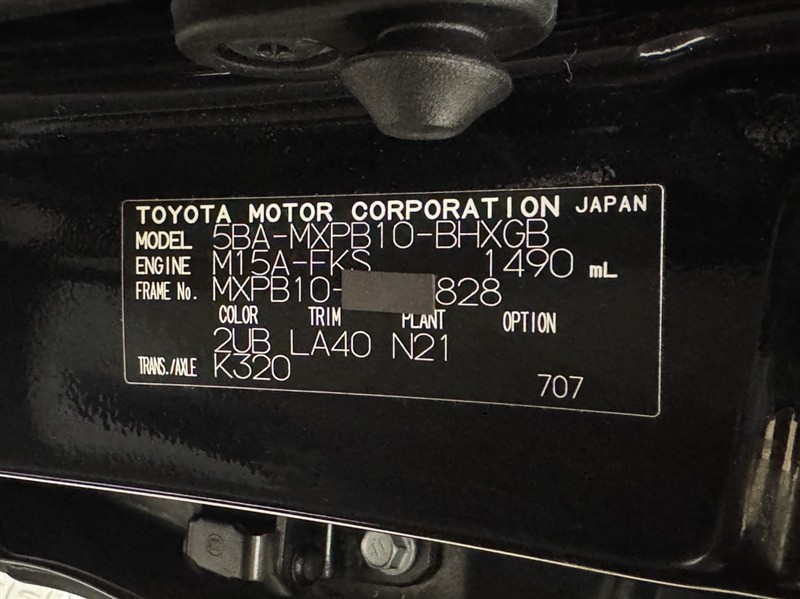 TOYOTA MOTOR CORPORATION JAPAN
MODEL 5BA-MXPB10-BHXGB
ENGINE M15A-FKS 1490 mL
FRAME No. MXPB10- 828
COLOR TRIM PLANT OPTION
2UB LA40 N21
TRANS./AXLE K320
707